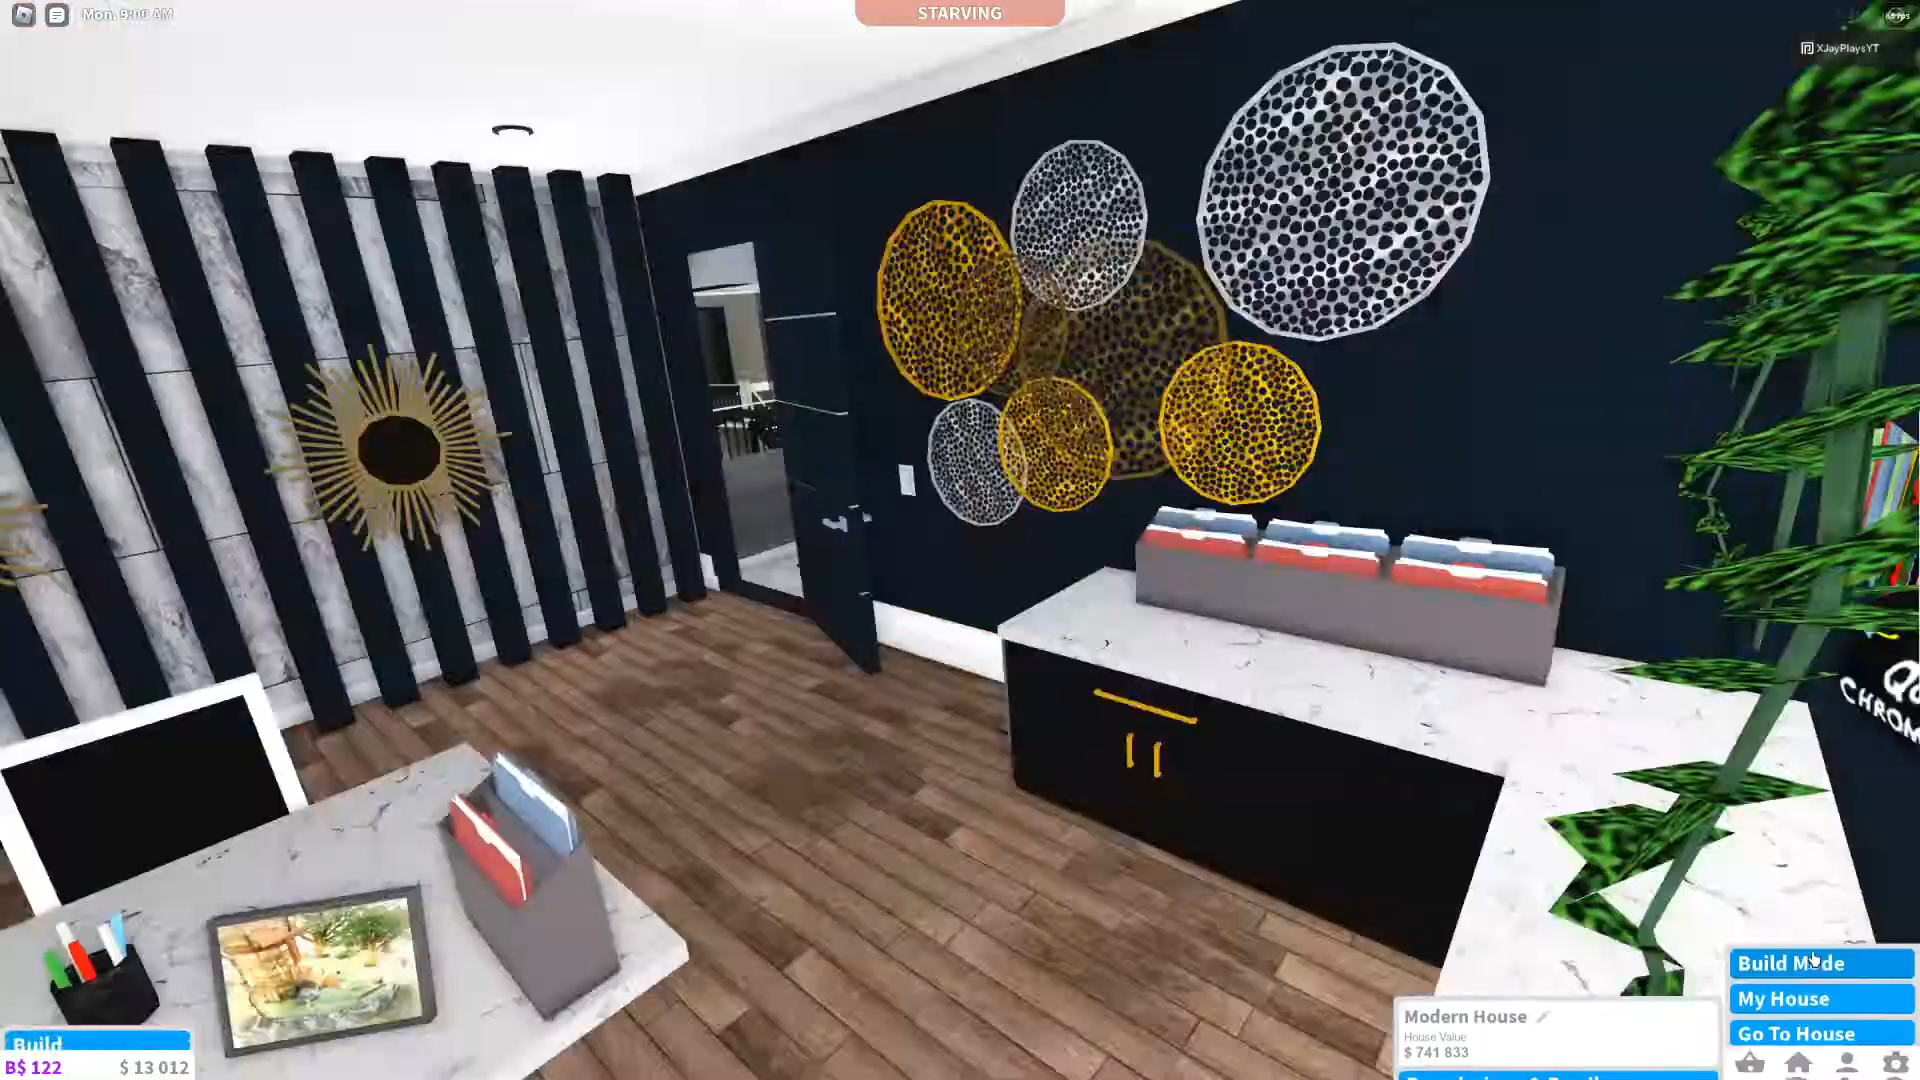 Mon. 9:00 AM
STARVING
XJayPlaysYT
CHROM
Build Mode
My House
Go To House
Modern House
House Value
$ 741 833
Build
B$ 122
$ 13 012